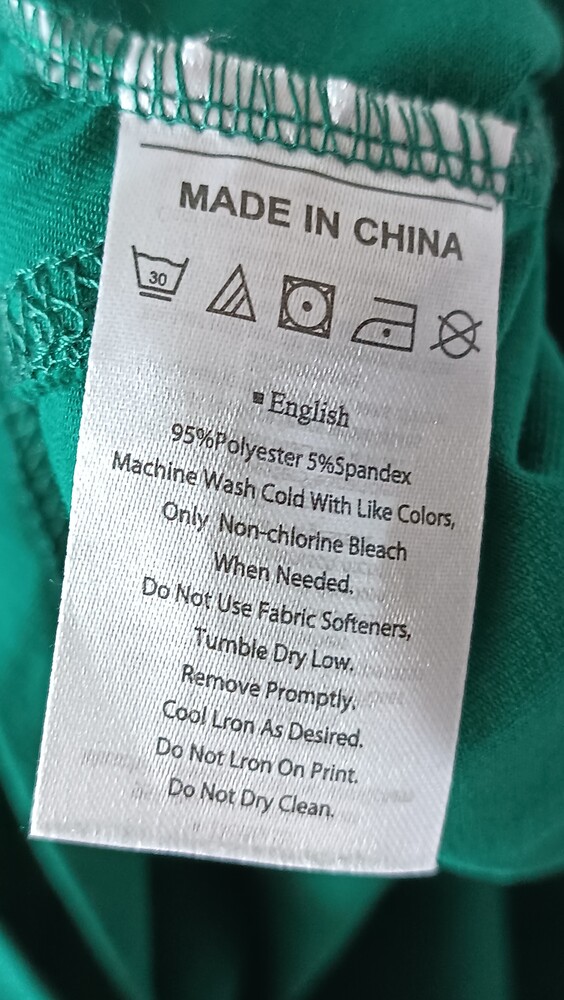 MADE IN CHINA
30
▪English
95%Polyester 5%Spandex
Machine Wash Cold With Like Colors,
Only Non-chlorine Bleach
When Needed.
Do Not Use Fabric Softeners,
Tumble Dry Low.
Remove Promptly.
Cool Lron As Desired.
Do Not Lron On Print.
Do Not Dry Clean.